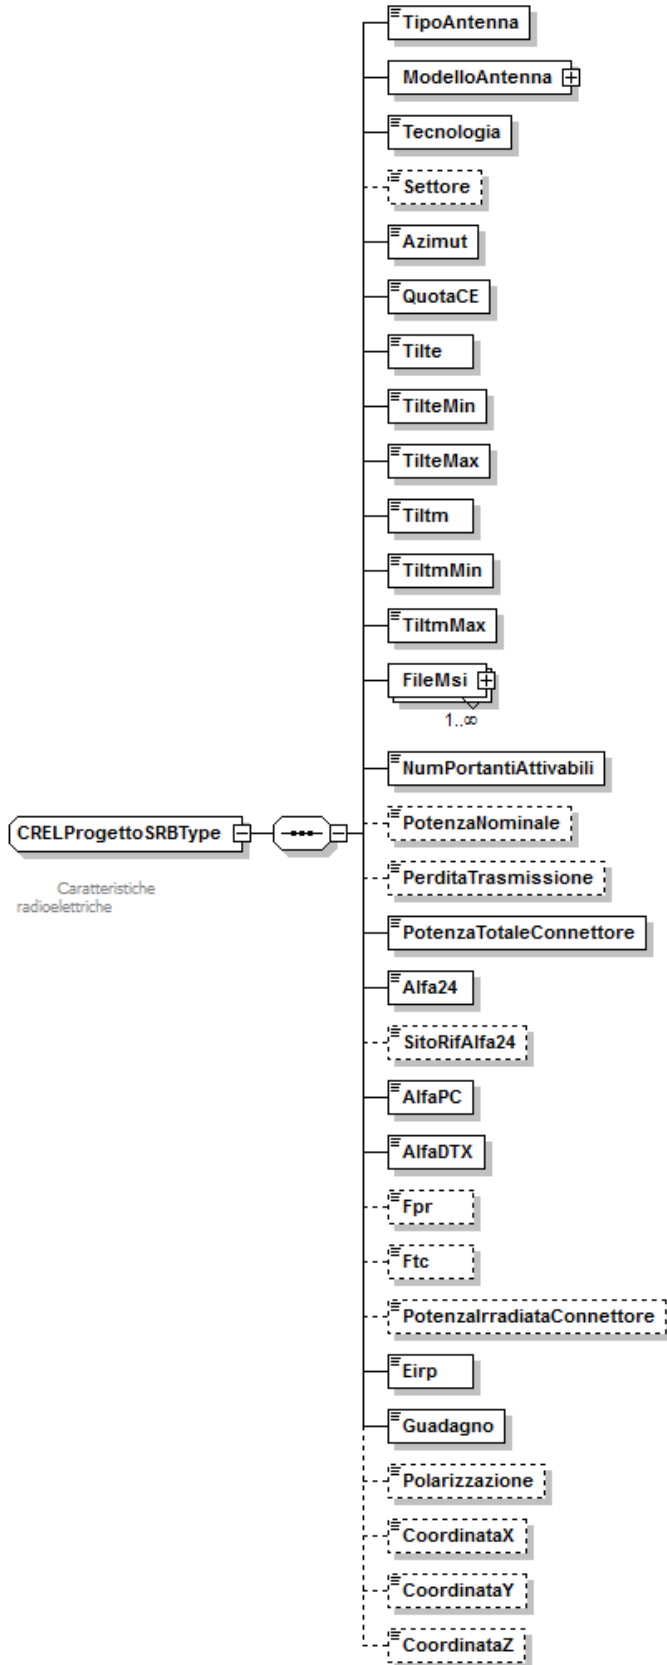 TipoAntenna
ModelloAntenna
Tecnologia
Settore
Azimut
QuotaCE
Tilte
TilteMin
TilteMax
Tiltm
TiltmMin
TiltmMax
FileMsi
1..∞
NumPortantiAttivabili
PotenzaNominale
CRELProgettoSRBType
Caratteristiche
radioelettriche
PerditaTrasmissione
PotenzaTotaleConnettore
Alfa24
SitoRifAlfa24
AlfaPC
AlfaDTX
Fpr
Ftc
PotenzaIrradiataConnettore
Eirp
Guadagno
Polarizzazione
CoordinataX
CoordinataY
CoordinataZ